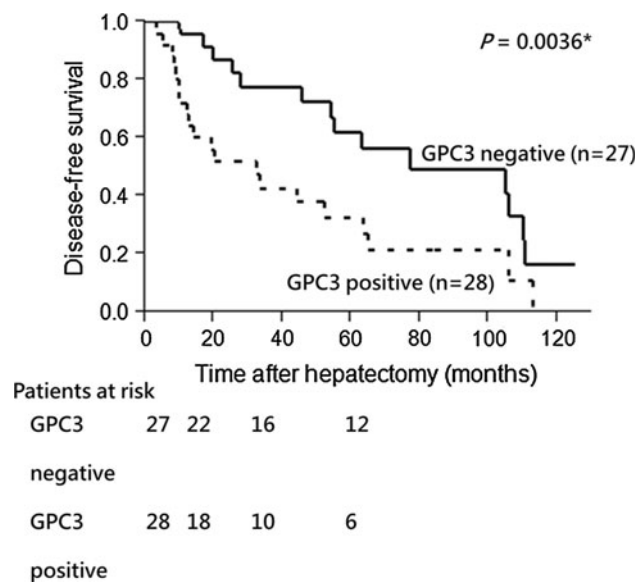 1.0
0.8
0.6
0.4
0.2
0.0
Disease-free survival
P = 0.0036*
GPC3 negative (n=27)
GPC3 positive (n=28)
0 20 40 60 80 100 120
Time after hepatectomy (months)
Patients at risk
GPC3 27 22 16 12
negative
GPC3 28 18 10 6
positive